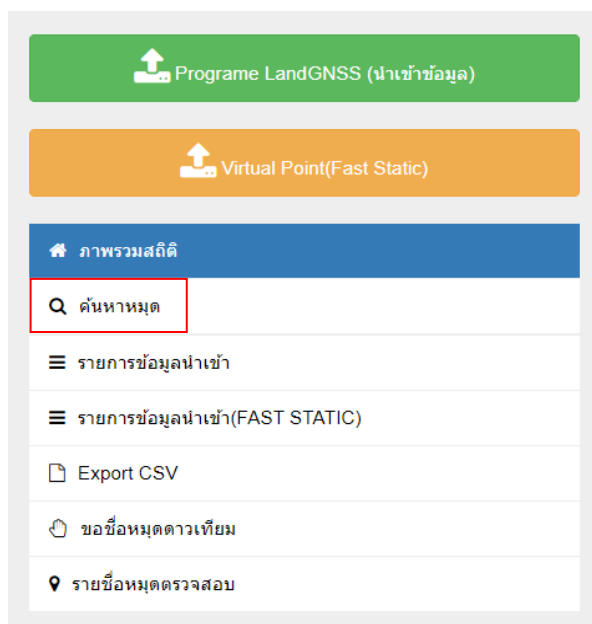 Programe LandGNSS (นำเข้าข้อมูล)
Virtual Point(Fast Static)
ภาพรวมสถิติ
ค้นหาหมุด
รายการข้อมูลนำเข้า
รายการข้อมูลนำเข้า(FAST STATIC)
Export CSV
ขอชื่อหมุดดาวเทียม
รายชื่อหมุดตรวจสอบ